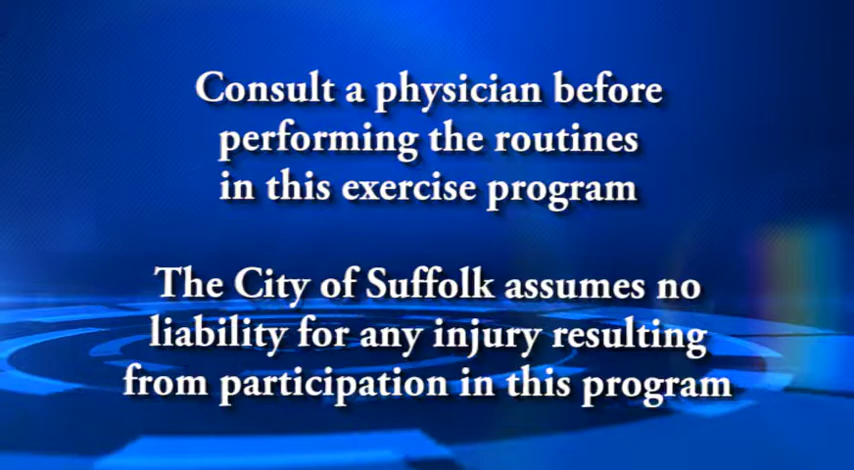 Consult a physician before
performing the routines
in this exercise program
The City of Suffolk assumes no
liability for any injury resulting
from participation in this program